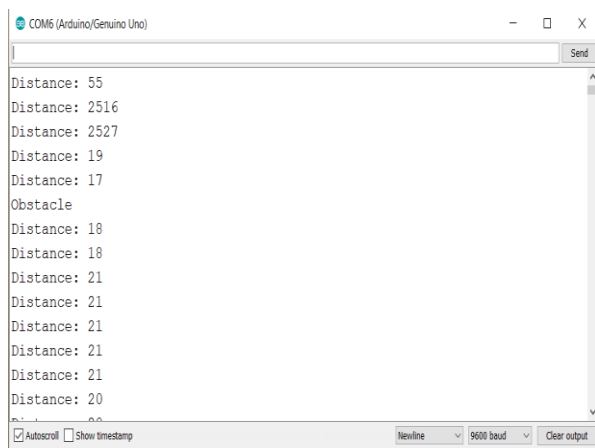 COM6 (Arduino/Genuino Uno)
Send
Distance: 55
Distance: 2516
Distance: 2527
Distance: 19
Distance: 17
Obstacle
Distance: 18
Distance: 18
Distance: 21
Distance: 21
Distance: 21
Distance: 21
Distance: 21
Distance: 20
Autoscroll Show timestamp Newline 9600 baud Clear output